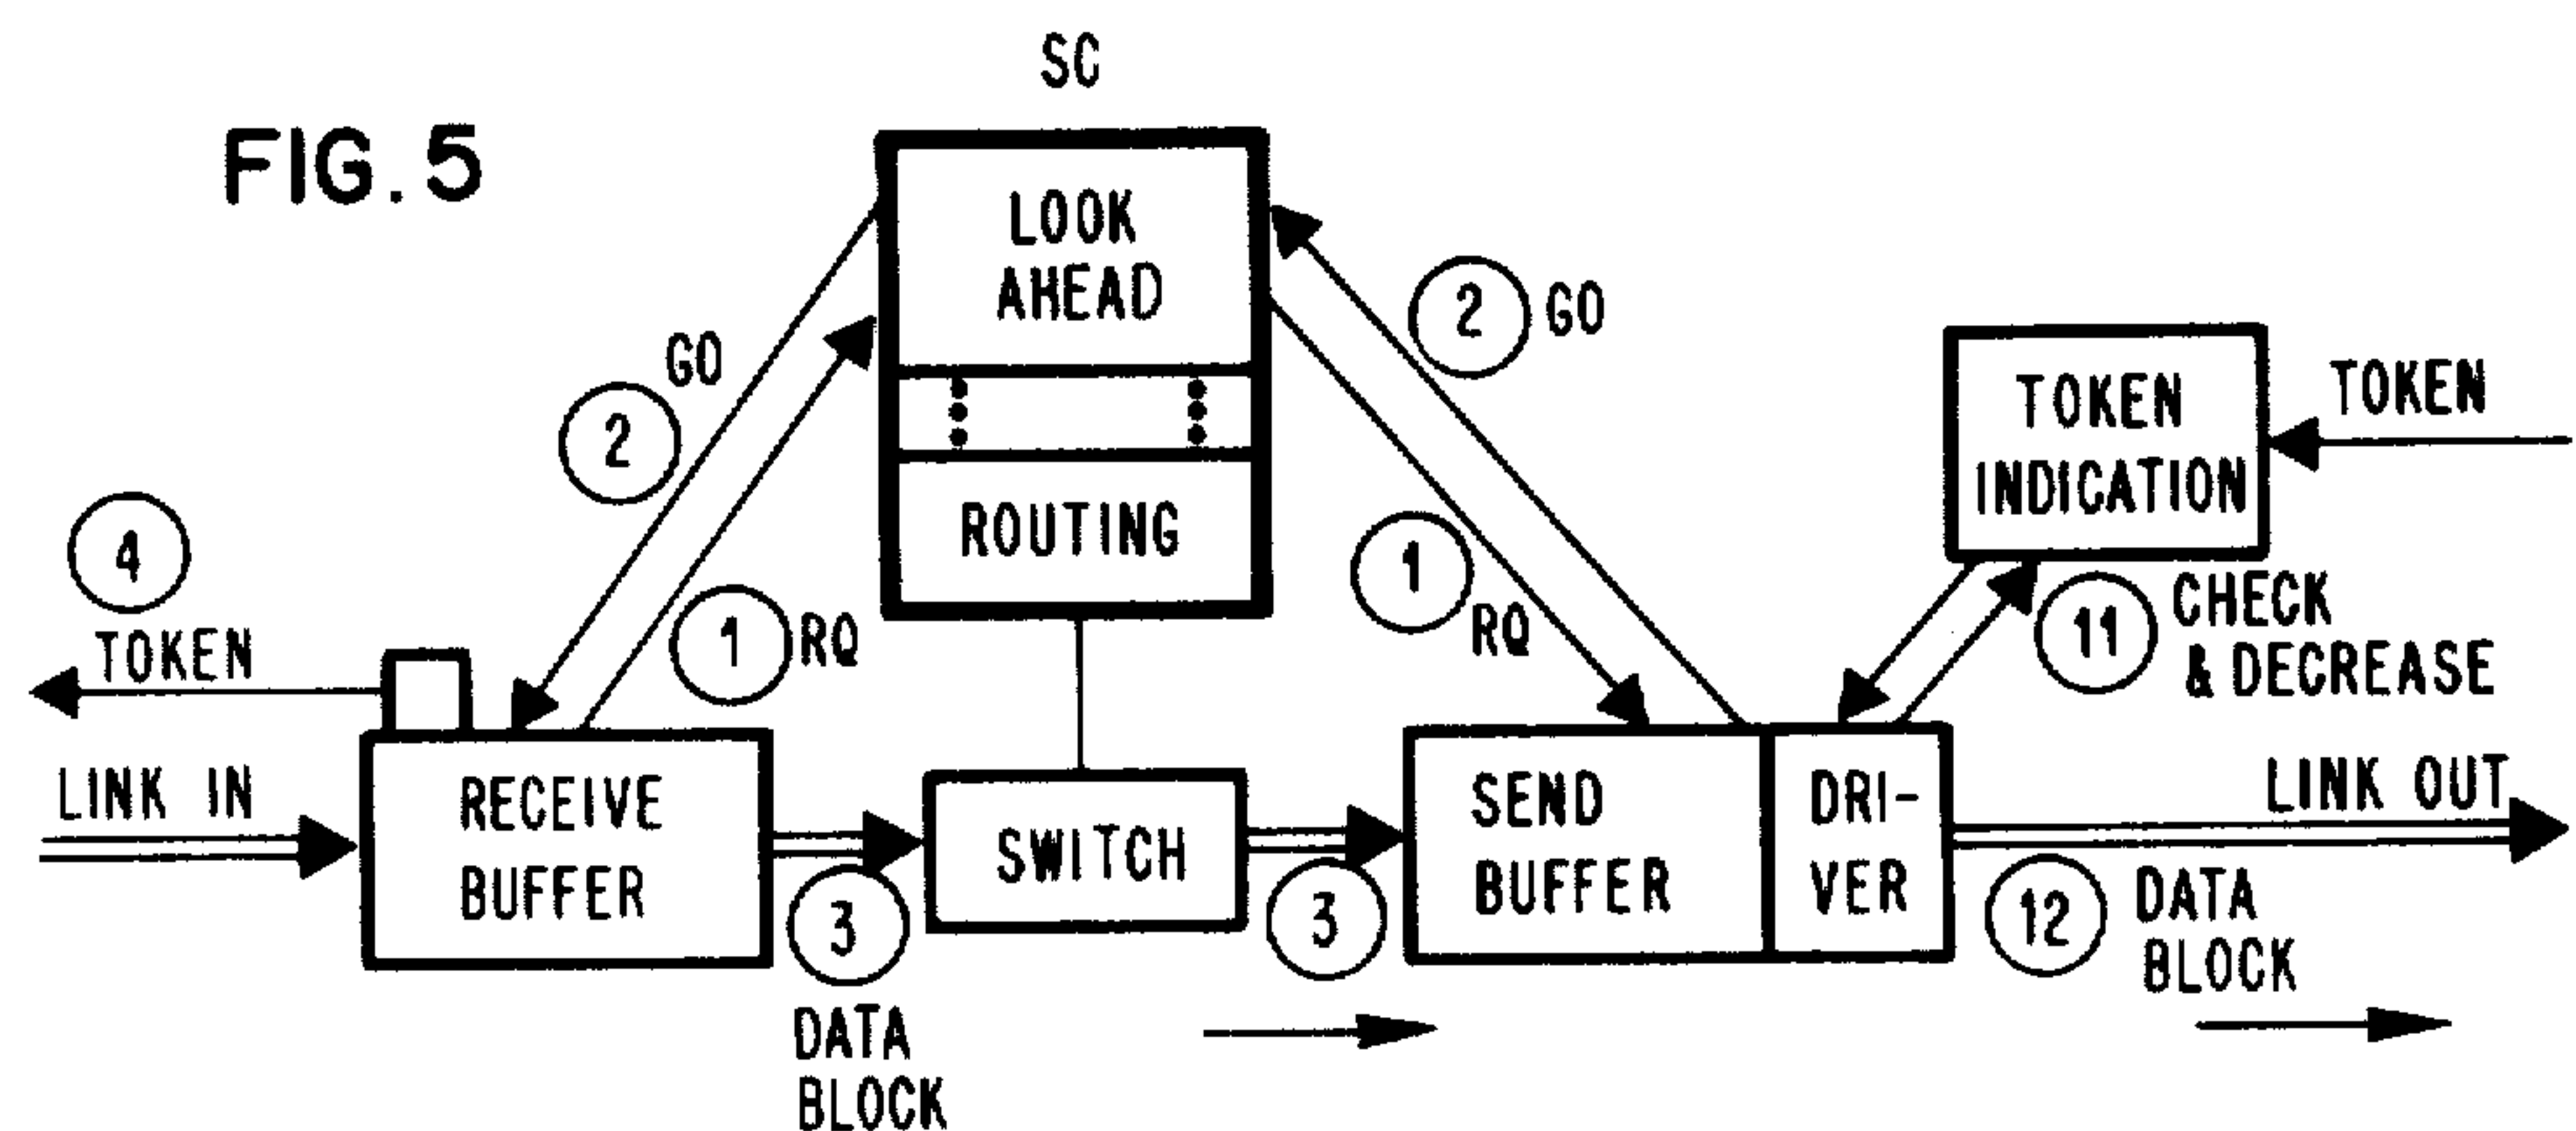 SC
FIG. 5
LOOK
AHEAD
ROUTING
2 GO
1 RQ
2 GO
1 RQ
TOKEN
INDICATION
TOKEN
11 CHECK
& DECREASE
4
TOKEN
LINK IN
RECEIVE
BUFFER
3
DATA
BLOCK
SWITCH
3
SEND
BUFFER
DRI-
VER
LINK OUT
12 DATA
BLOCK